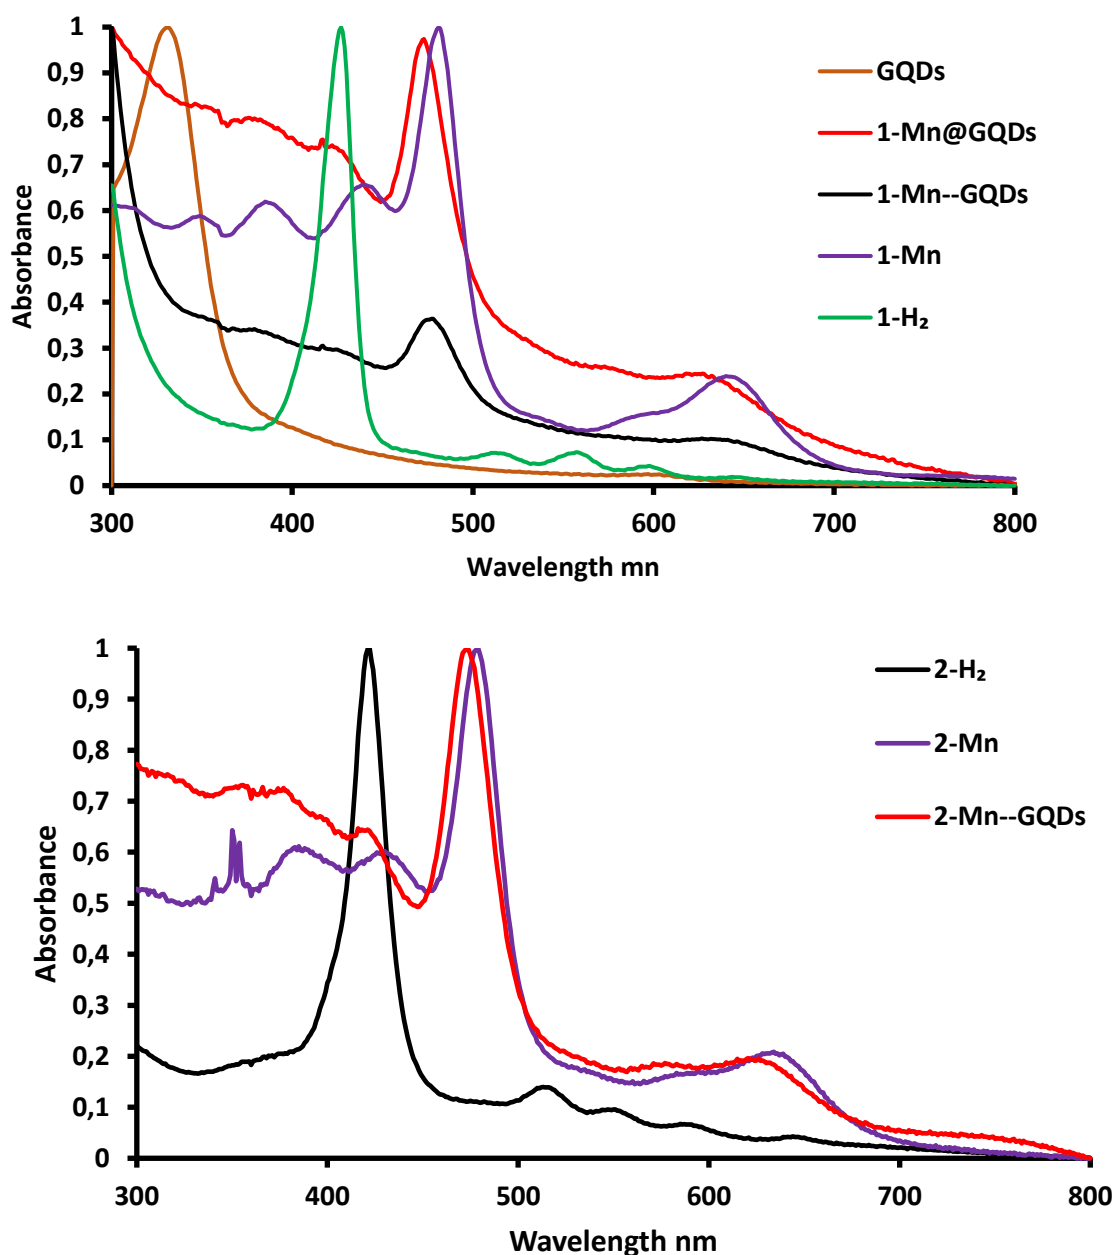 1
0,9
0,8
0,7
0,6
0,5
0,4
0,3
0,2
0,1
0
Absorbance
300
400
500
600
700
800
Wavelength mn
GQDs
1-Mn@GQDs
1-Mn--GQDs
1-Mn
1-H₂
1
0,9
0,8
0,7
0,6
0,5
0,4
0,3
0,2
0,1
0
Absorbance
300
400
500
600
700
800
Wavelength nm
2-H₂
2-Mn
2-Mn--GQDs